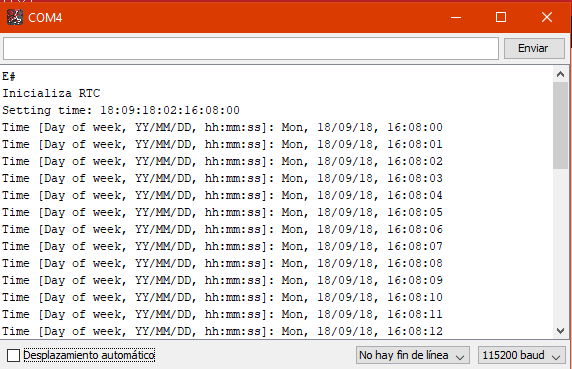 COM4
Enviar
E#
Inicializa RTC
Setting time: 18:09:18:02:16:08:00
Time [Day of week, YY/MM/DD, hh:mm:ss]: Mon, 18/09/18, 16:08:00
Time [Day of week, YY/MM/DD, hh:mm:ss]: Mon, 18/09/18, 16:08:01
Time [Day of week, YY/MM/DD, hh:mm:ss]: Mon, 18/09/18, 16:08:02
Time [Day of week, YY/MM/DD, hh:mm:ss]: Mon, 18/09/18, 16:08:03
Time [Day of week, YY/MM/DD, hh:mm:ss]: Mon, 18/09/18, 16:08:04
Time [Day of week, YY/MM/DD, hh:mm:ss]: Mon, 18/09/18, 16:08:05
Time [Day of week, YY/MM/DD, hh:mm:ss]: Mon, 18/09/18, 16:08:06
Time [Day of week, YY/MM/DD, hh:mm:ss]: Mon, 18/09/18, 16:08:07
Time [Day of week, YY/MM/DD, hh:mm:ss]: Mon, 18/09/18, 16:08:08
Time [Day of week, YY/MM/DD, hh:mm:ss]: Mon, 18/09/18, 16:08:09
Time [Day of week, YY/MM/DD, hh:mm:ss]: Mon, 18/09/18, 16:08:10
Time [Day of week, YY/MM/DD, hh:mm:ss]: Mon, 18/09/18, 16:08:11
Time [Day of week, YY/MM/DD, hh:mm:ss]: Mon, 18/09/18, 16:08:12
Desplazamiento automático No hay fin de línea 115200 baud